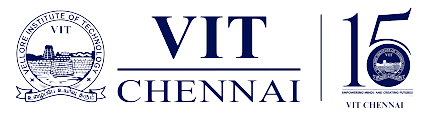 VELLORE INSTITUTE OF TECHNOLOGY
VIT
VIT
CHENNAI
15
EMPOWERING MINDS AND CREATING FUTURES
VIT CHENNAI